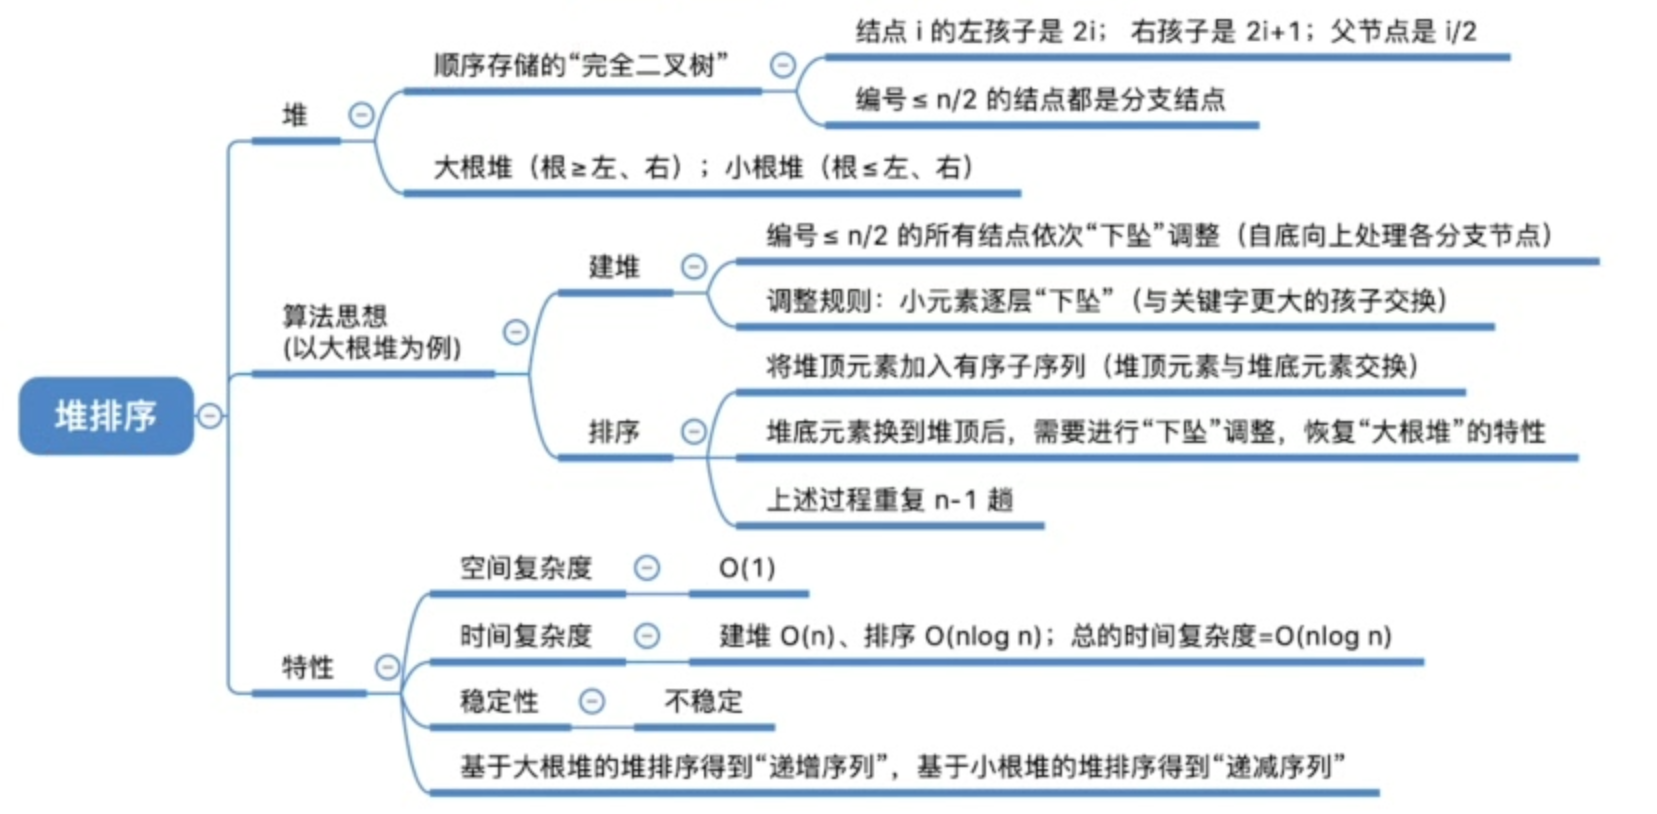 堆排序
堆
顺序存储的“完全二叉树”
结点 i 的左孩子是 2i； 右孩子是 2i+1；父节点是 i/2
编号≤ n/2 的结点都是分支结点
大根堆（根≥左、右）；小根堆（根≤左、右）
算法思想
(以大根堆为例)
建堆
编号≤ n/2 的所有结点依次“下坠”调整（自底向上处理各分支节点）
调整规则：小元素逐层“下坠”（与关键字更大的孩子交换）
排序
将堆顶元素加入有序子序列（堆顶元素与堆底元素交换）
堆底元素换到堆顶后，需要进行“下坠”调整，恢复“大根堆”的特性
上述过程重复 n-1 趟
特性
空间复杂度
O(1)
时间复杂度
建堆 O(n)、排序 O(nlog n)；总的时间复杂度=O(nlog n)
稳定性
不稳定
基于大根堆的堆排序得到“递增序列”，基于小根堆的堆排序得到“递减序列”